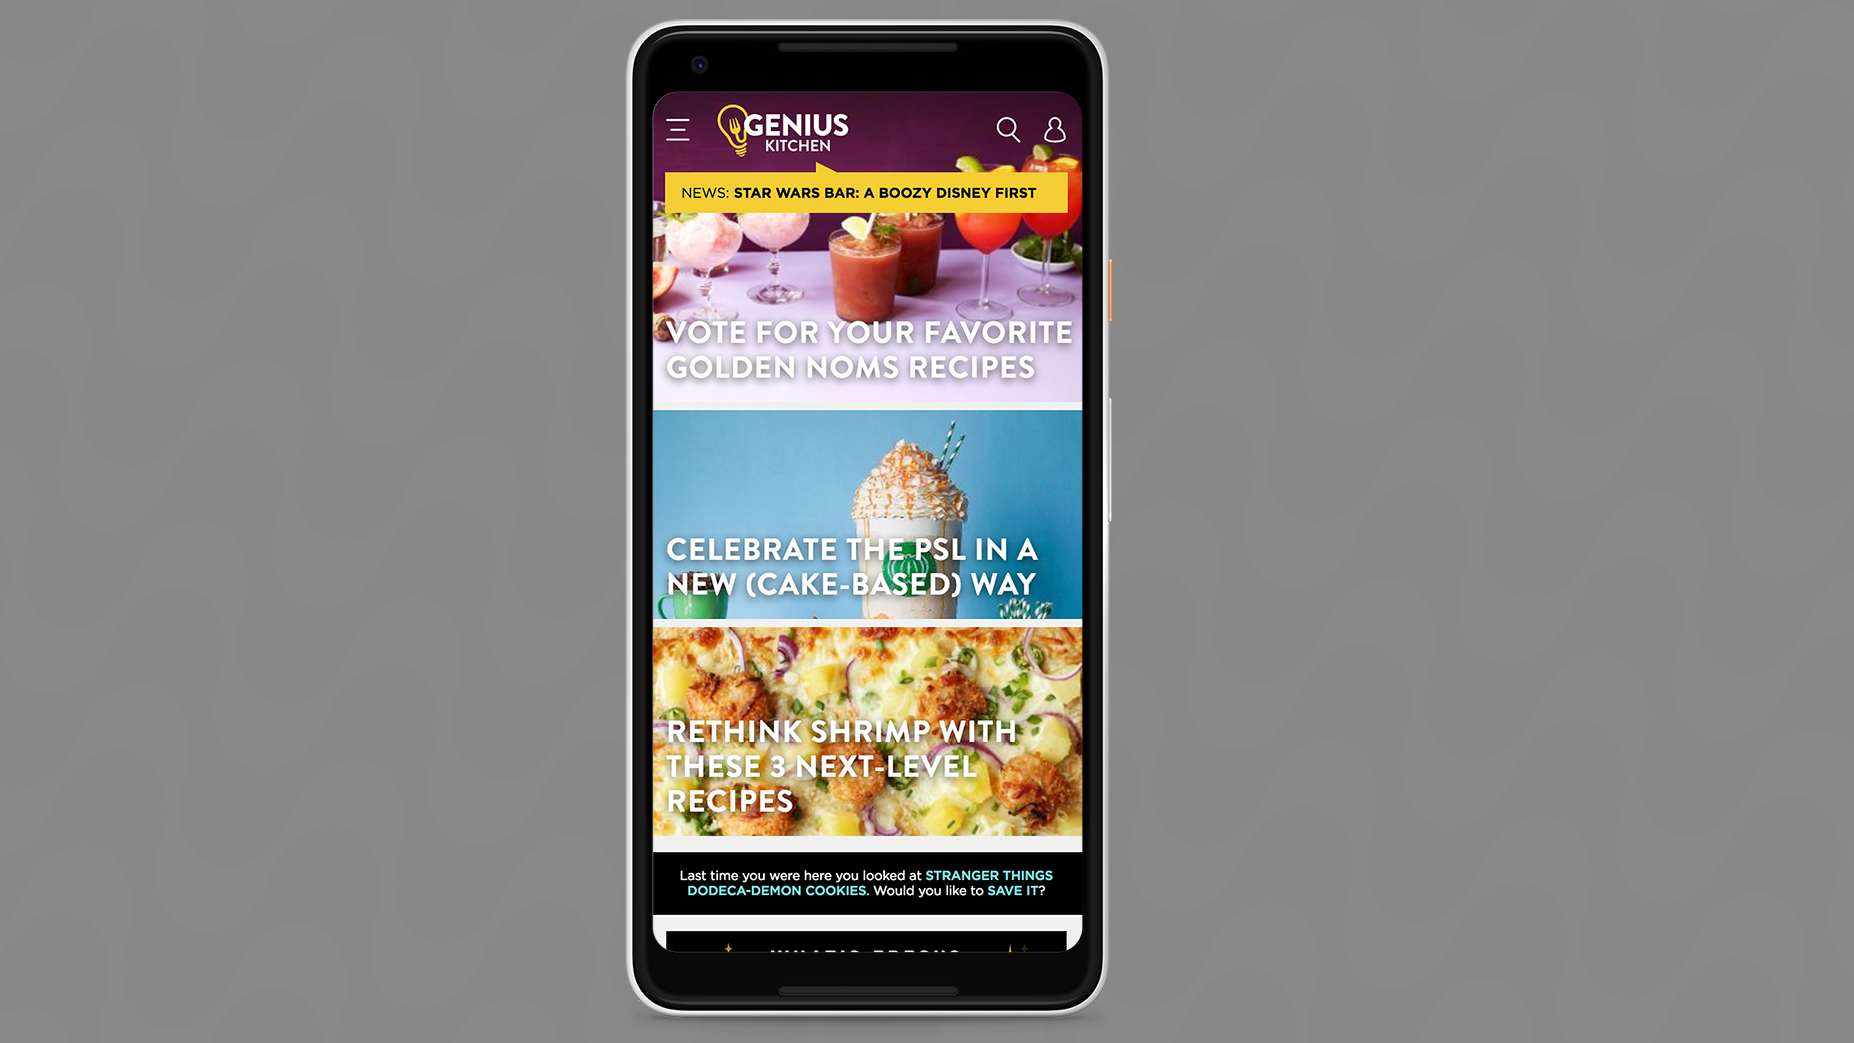 GENIUS
KITCHEN
NEWS: STAR WARS BAR: A BOOZY DISNEY FIRST
VOTE FOR YOUR FAVORITE
GOLDEN NOMS RECIPES
CELEBRATE THE PSL IN A
NEW (CAKE-BASED) WAY
RETHINK SHRIMP WITH
THESE 3 NEXT-LEVEL
RECIPES
Last time you were here you looked at STRANGER THINGS
DODECA-DEMON COOKIES. Would you like to SAVE IT?